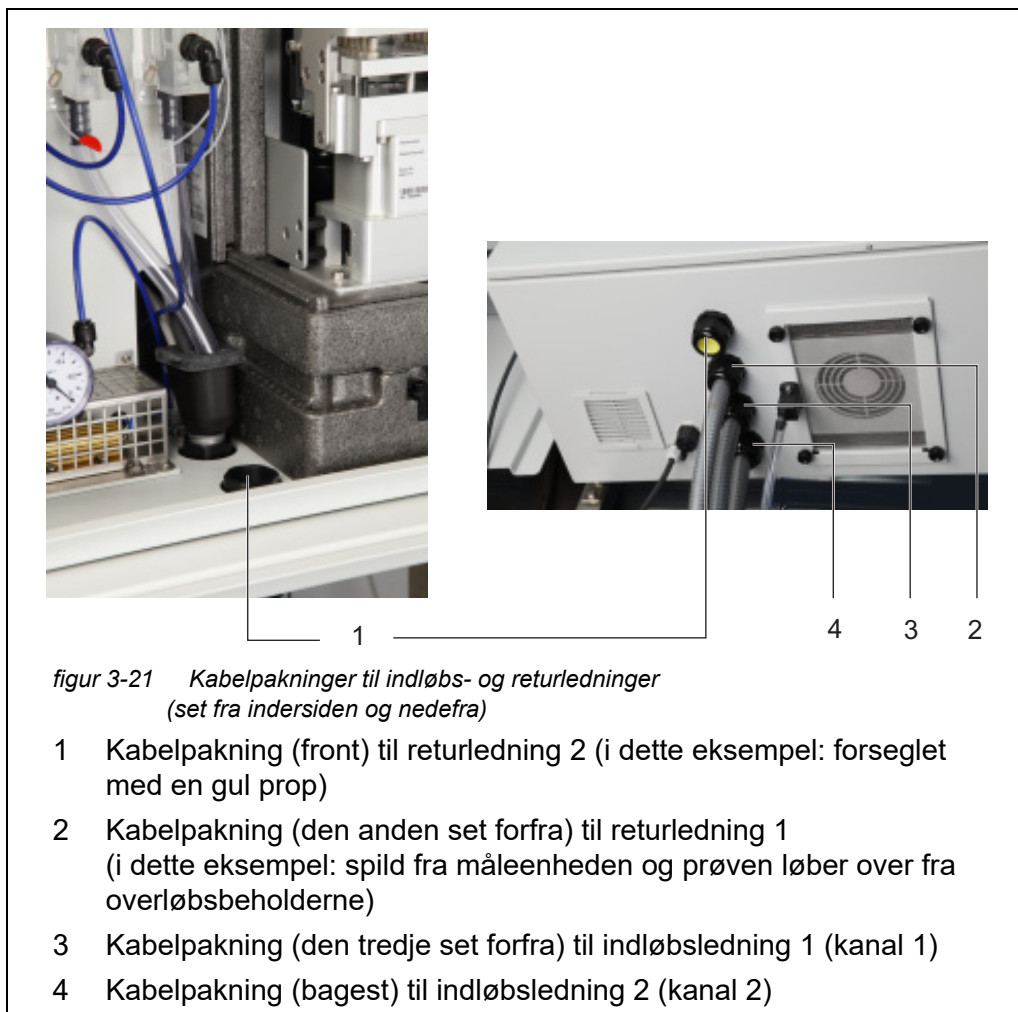 1
4 3 2
figur 3-21 Kabelpakninger til indløbs- og returledninger
(set fra indersiden og nedefra)
1 Kabelpakning (front) til returledning 2 (i dette eksempel: forseglet
med en gul prop)
2 Kabelpakning (den anden set forfra) til returledning 1
(i dette eksempel: spild fra måleenheden og prøven løber over fra
overløbsbeholderne)
3 Kabelpakning (den tredje set forfra) til indløbsledning 1 (kanal 1)
4 Kabelpakning (bagest) til indløbsledning 2 (kanal 2)